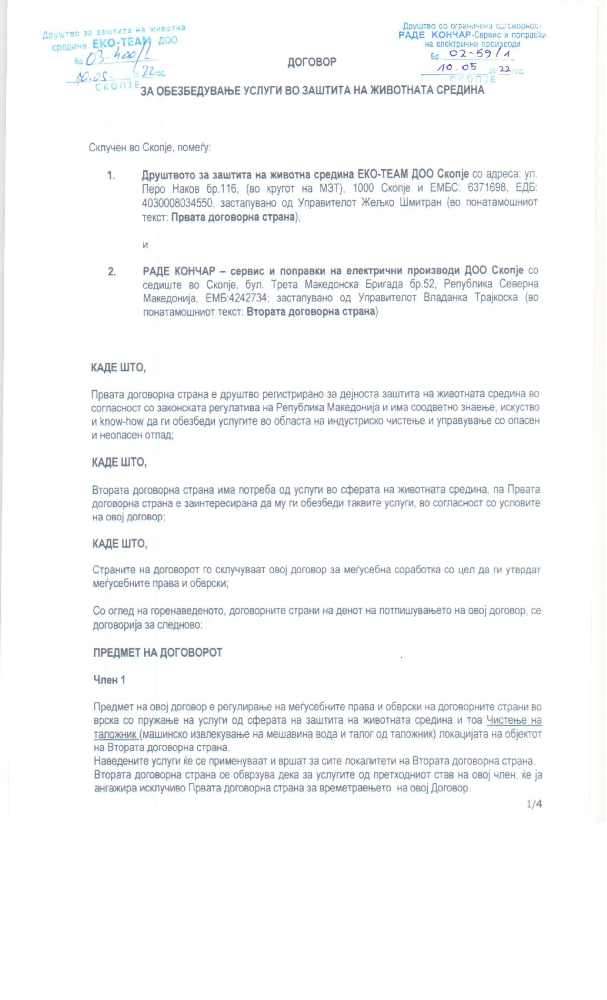 Друштво за заштита на животна
средина ЕКО-ТЕАМ ДОО
Бр. 03-400/1
10.05. 2022 год
СКОПЈЕ
Друштво со ограничена одговорност
РАДЕ КОНЧАР-Сервис и поправки
на електрични производи
Бр. 02-59/1
10.05 2022 год.
СКОПЈЕ
ДОГОВОР
ЗА ОБЕЗБЕДУВАЊЕ УСЛУГИ ВО ЗАШТИТА НА ЖИВОТНАТА СРЕДИНА
Склучен во Скопје, помеѓу:
1. Друштвото за заштита на животна средина ЕКО-ТЕАМ ДОО Скопје со адреса: ул.
Перо Наков бр.116, (во кругот на МЗТ), 1000 Скопје и ЕМБС: 6371698, ЕДБ:
4030008034550, застапувано од Управителот Жељко Шмитран (во понатамошниот
текст: Првата договорна страна),
и
2. РАДЕ КОНЧАР – сервис и поправки на електрични производи ДОО Скопје со
седиште во Скопје, бул. Трета Македонска Бригада бр.52, Република Северна
Македонија, ЕМБ:4242734; застапувано од Управителот Владанка Трајкоска (во
понатамошниот текст: Втората договорна страна)
КАДЕ ШТО,
Првата договорна страна е друштво регистрирано за дејноста заштита на животната средина во
согласност со законската регулатива на Република Македонија и има соодветно знаење, искуство
и know-how да ги обезбеди услугите во областа на индустриско чистење и управување со опасен
и неопасен отпад;
КАДЕ ШТО,
Втората договорна страна има потреба од услуги во сферата на животната средина, па Првата
договорна страна е заинтересирана да му ги обезбеди таквите услуги, во согласност со условите
на овој договор;
КАДЕ ШТО,
Страните на договорот го склучуваат овој договор за меѓусебна соработка со цел да ги утврдат
меѓусебните права и обврски;
Со оглед на горенаведеното, договорните страни на денот на потпишувањето на овој договор, се
договорија за следново:
ПРЕДМЕТ НА ДОГОВОРОТ
Член 1
Предмет на овој договор е регулирање на меѓусебните права и обврски на договорните страни во
врска со пружање на услуги од сферата на заштита на животната средина и тоа Чистење на
таложник (машинско извлекување на мешавина вода и талог од таложник) локацијата на објектот
на Втората договорна страна.
Наведените услуги ќе се применуваат и вршат за сите локалитети на Втората договорна страна.
Втората договорна страна се обврзува дека за услугите од претходниот став на овој член, ќе ја
ангажира исклучиво Првата договорна страна за времетраењето на овој Договор.
1/4